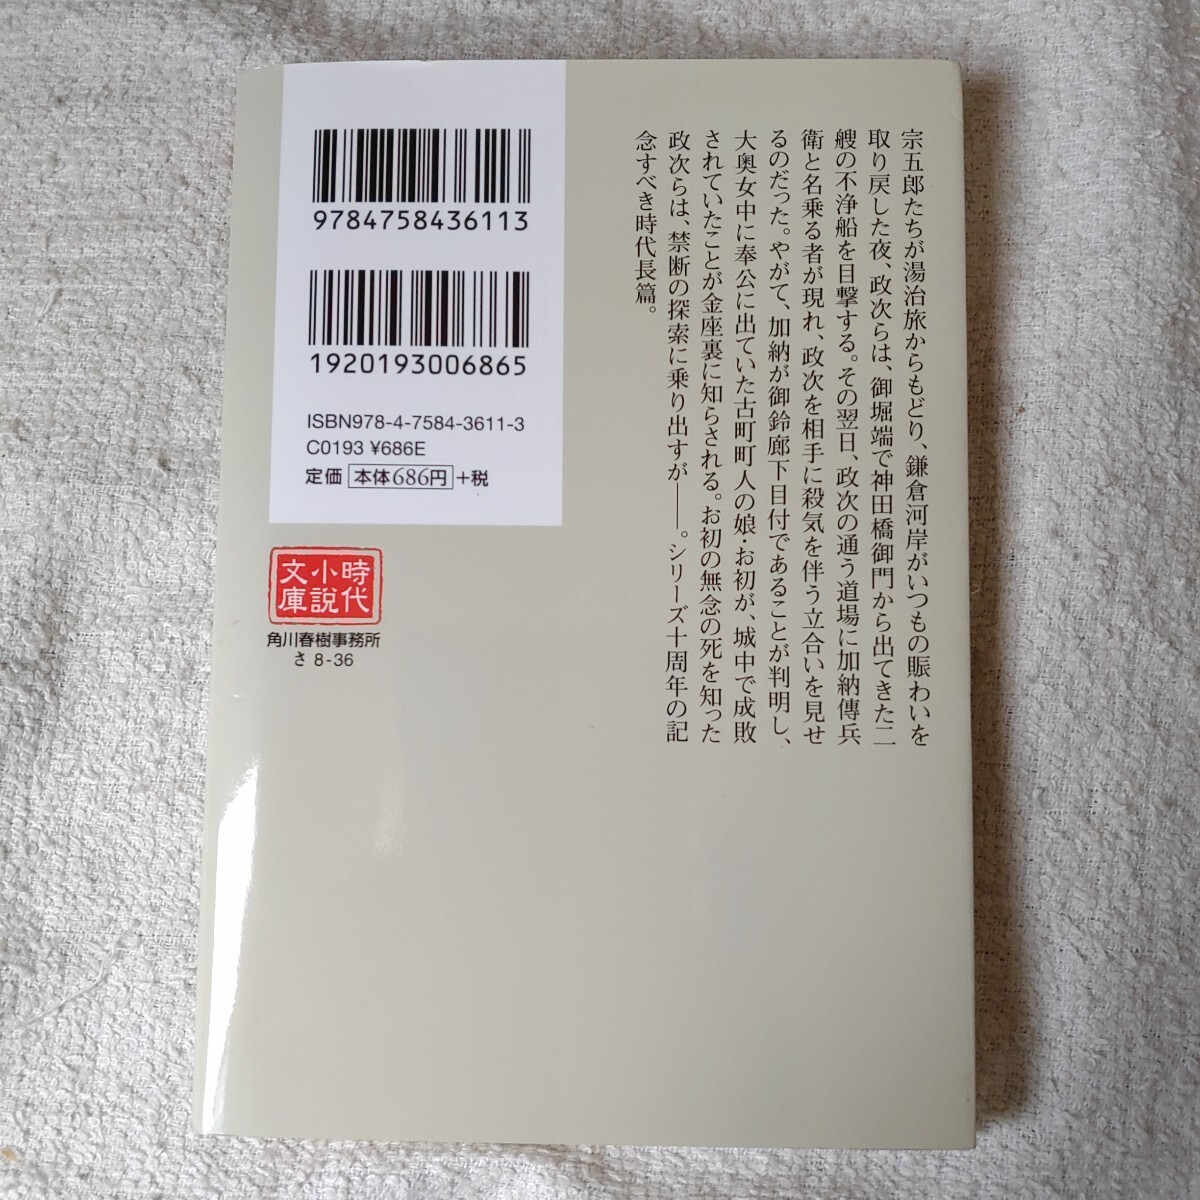 宗五郎たちが湯治旅からもどり、鎌倉河岸がいつもの賑わいを
取り戻した夜、政次らは、御堀端で神田橋御門から出てきた二
艘の不浄船を目撃する。その翌日、政次の通う道場に加納傳兵
衛と名乗る者が現れ、政次を相手に殺気を伴う立合いを見せ
るのだった。やがて、加納が御鈴廊下目付であることが判明し、
大奥女中に奉公に出ていた古町町人の娘・お初が、城中で成敗
されていたことが金座裏に知らされる。お初の無念の死を知った
政次らは、禁断の探索に乗り出すが――。シリーズ十周年の記
念すべき時代長篇。
9784758436113
1920193006865
ISBN978-4-7584-3611-3
C0193 ¥686E
定価 本体686円 +税
時代
小説
文庫
角川春樹事務所
さ 8-36